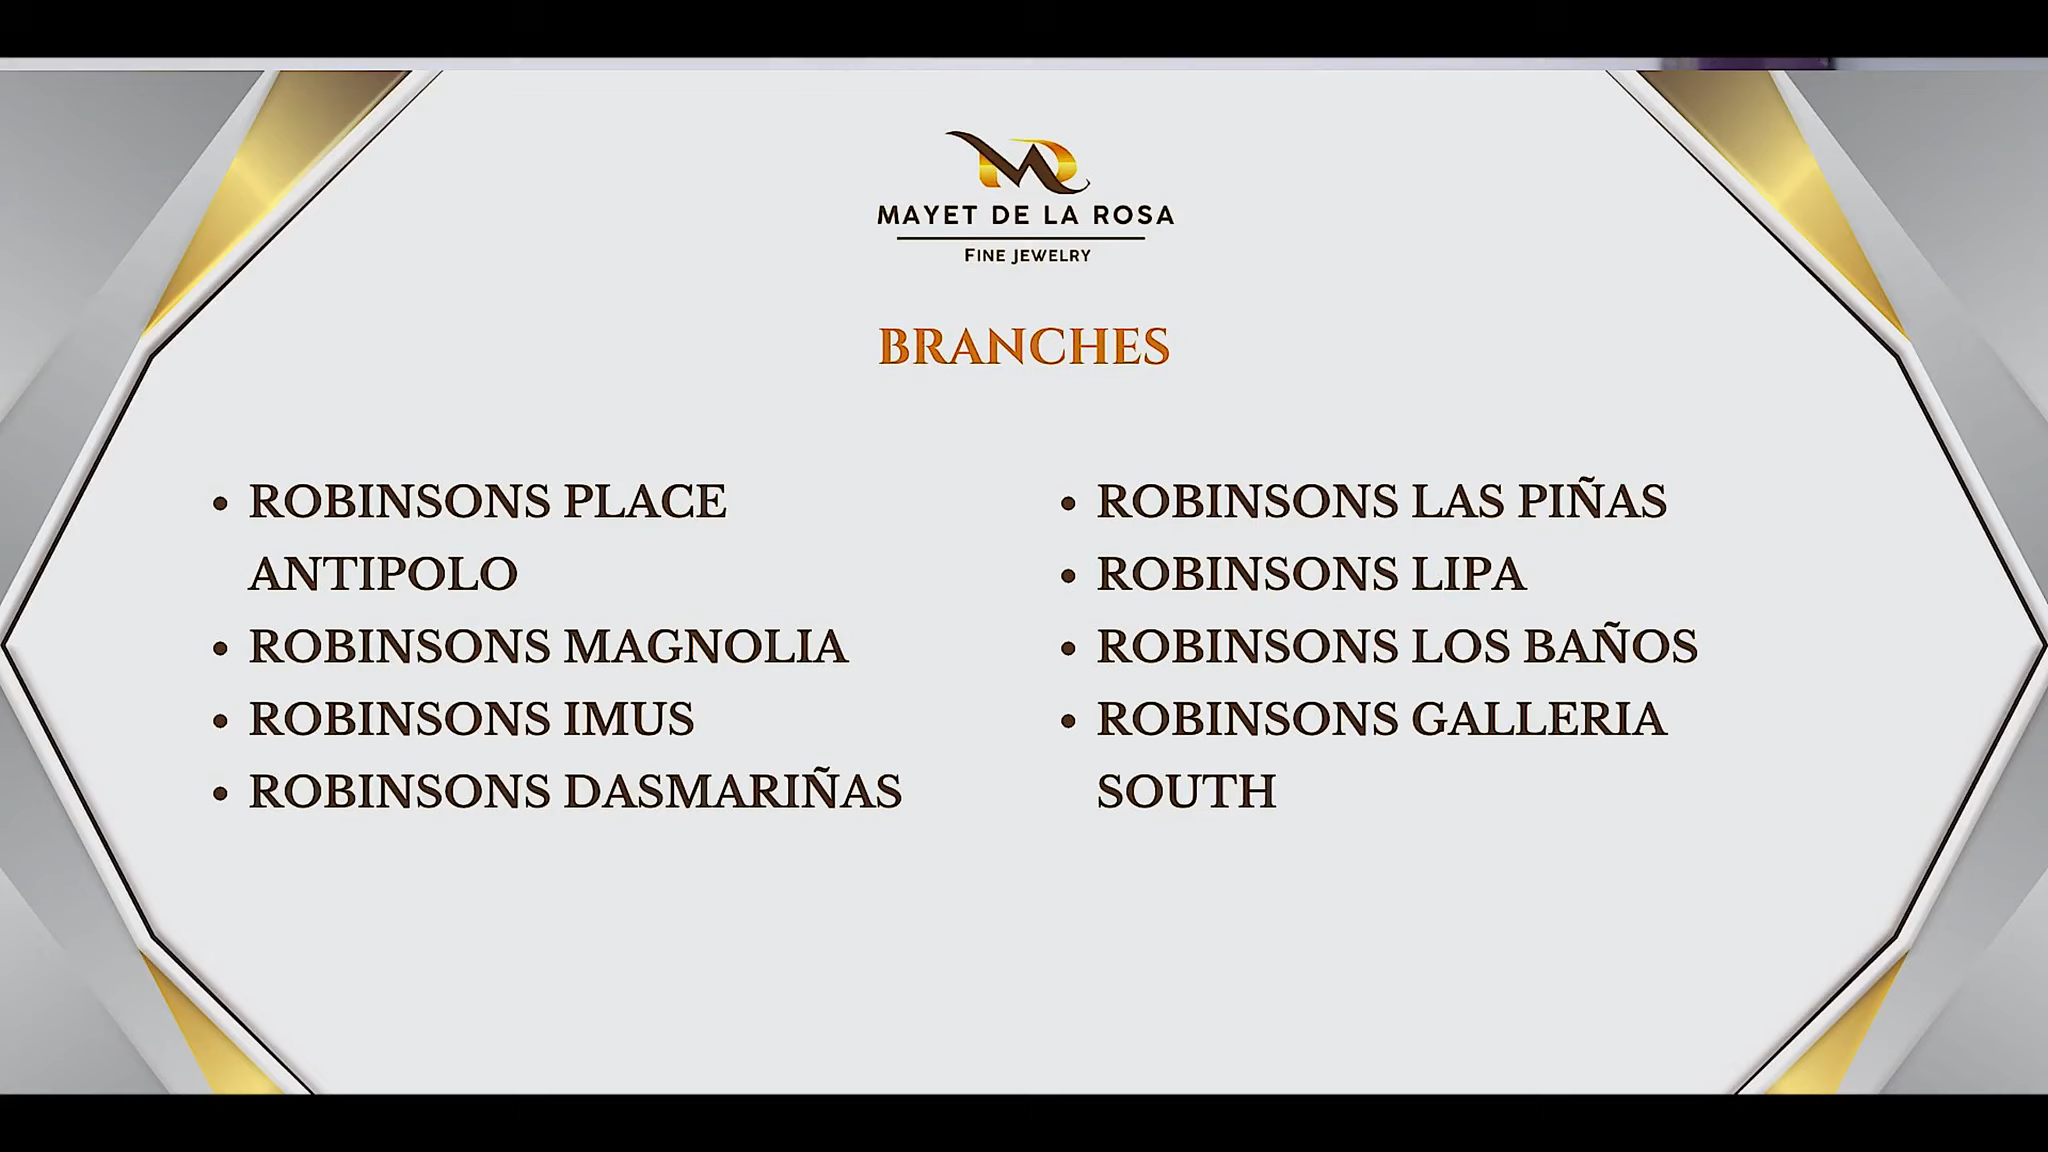 MAYET DE LA ROSA
FINE JEWELRY
BRANCHES
• ROBINSONS PLACE
ANTIPOLO
• ROBINSONS MAGNOLIA
• ROBINSONS IMUS
• ROBINSONS DASMARIÑAS
• ROBINSONS LAS PIÑAS
• ROBINSONS LIPA
• ROBINSONS LOS BAÑOS
• ROBINSONS GALLERIA
SOUTH